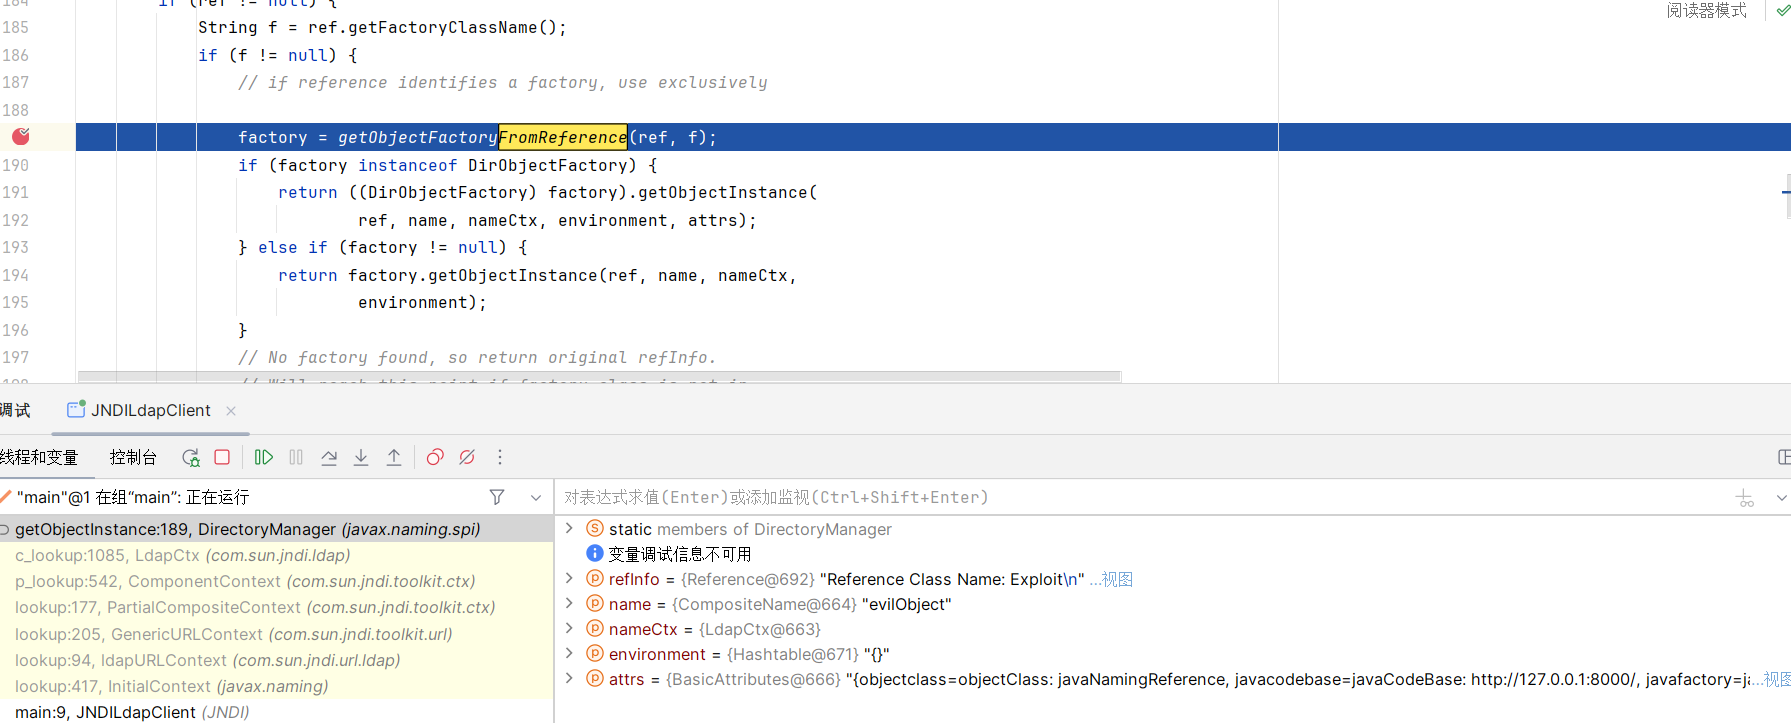 184 if (ref != null) {
阅读器模式
185 String f = ref.getFactoryClassName();
186 if (f != null) {
187 // if reference identifies a factory, use exclusively
188
factory = getObjectFactoryFromReference(ref, f);
190 if (factory instanceof DirObjectFactory) {
191 return ((DirObjectFactory) factory).getObjectInstance(
192 ref, name, nameCtx, environment, attrs);
193 } else if (factory != null) {
194 return factory.getObjectInstance(ref, name, nameCtx,
195 environment);
196 }
197 // No factory found, so return original refInfo.
调试 JNDILdapClient
线程和变量 控制台
"main"@1 在组“main”: 正在运行
对表达式求值(Enter)或添加监视(Ctrl+Shift+Enter)
getObjectInstance:189, DirectoryManager (javax.naming.spi)
c_lookup:1085, LdapCtx (com.sun.jndi.ldap)
p_lookup:542, ComponentContext (com.sun.jndi.toolkit.ctx)
lookup:177, PartialCompositeContext (com.sun.jndi.toolkit.ctx)
lookup:205, GenericURLContext (com.sun.jndi.toolkit.url)
lookup:94, ldapURLContext (com.sun.jndi.url.ldap)
lookup:417, InitialContext (javax.naming)
main:9, JNDILdapClient (JNDI)
static members of DirectoryManager
变量调试信息不可用
refInfo = {Reference@692} "Reference Class Name: Exploit\n" ...视图
name = {CompositeName@664} "evilObject"
nameCtx = {LdapCtx@663}
environment = {Hashtable@671} "{}"
attrs = {BasicAttributes@666} "{objectclass=objectClass: javaNamingReference, javacodebase=javaCodeBase: http://127.0.0.1:8000/, javafactory=j...视图